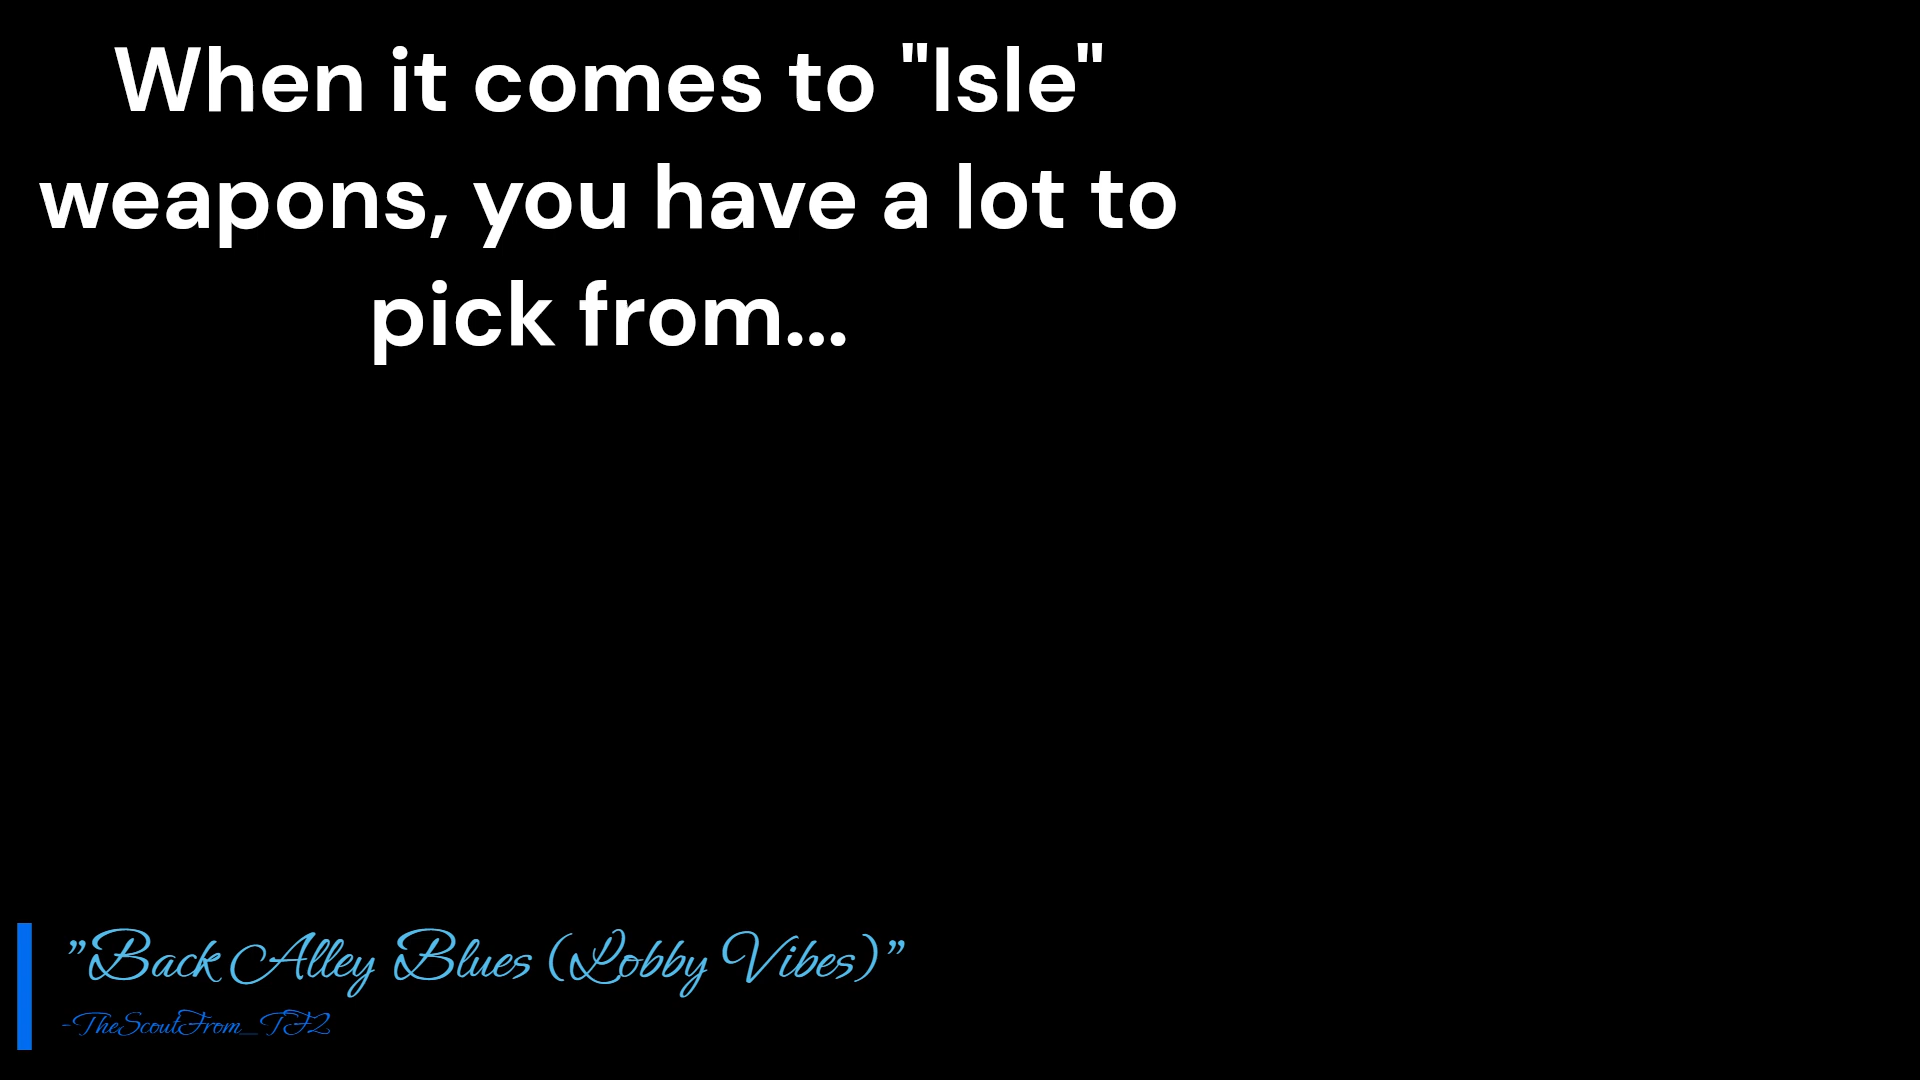 When it comes to "Isle"
weapons, you have a lot to
pick from...
”Back Alley Blues (Lobby Vibes)”
-TheScoutFrom_TF2